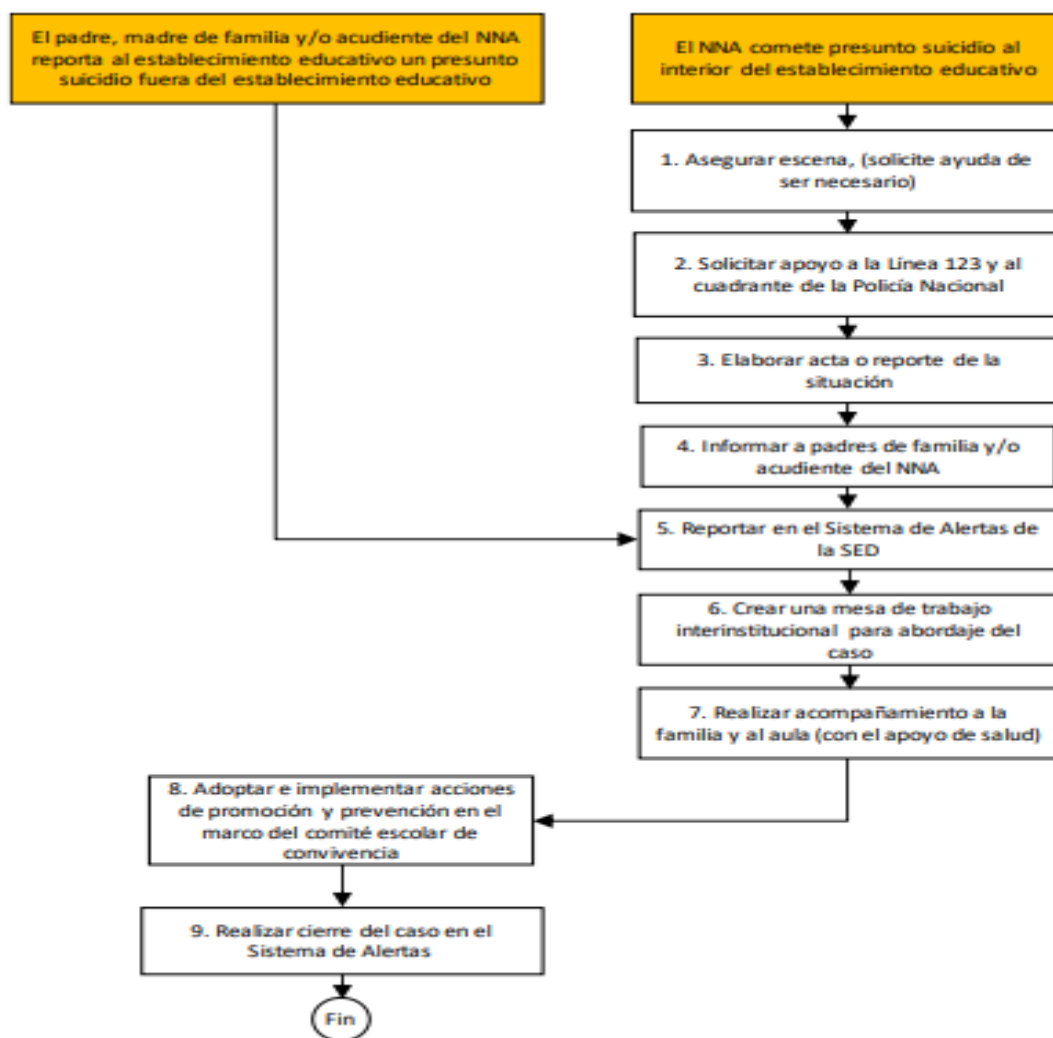 El padre, madre de familia y/o acudiente del NNA
reporta al establecimiento educativo un presunto
suicidio fuera del establecimiento educativo
El NNA comete presunto suicidio al
interior del establecimiento educativo
1. Asegurar escena, (solicite ayuda de
ser necesario)
2. Solicitar apoyo a la Línea 123 y al
cuadrante de la Policía Nacional
3. Elaborar acta o reporte de la
situación
4. Informar a padres de familia y/o
acudiente del NNA
5. Reportar en el Sistema de Alertas de
la SED
6. Crear una mesa de trabajo
interinstitucional para abordaje del
caso
7. Realizar acompañamiento a la
familia y al aula (con el apoyo de salud)
8. Adoptar e implementar acciones
de promoción y prevención en el
marco del comité escolar de
convivencia
9. Realizar cierre del caso en el
Sistema de Alertas
Fin